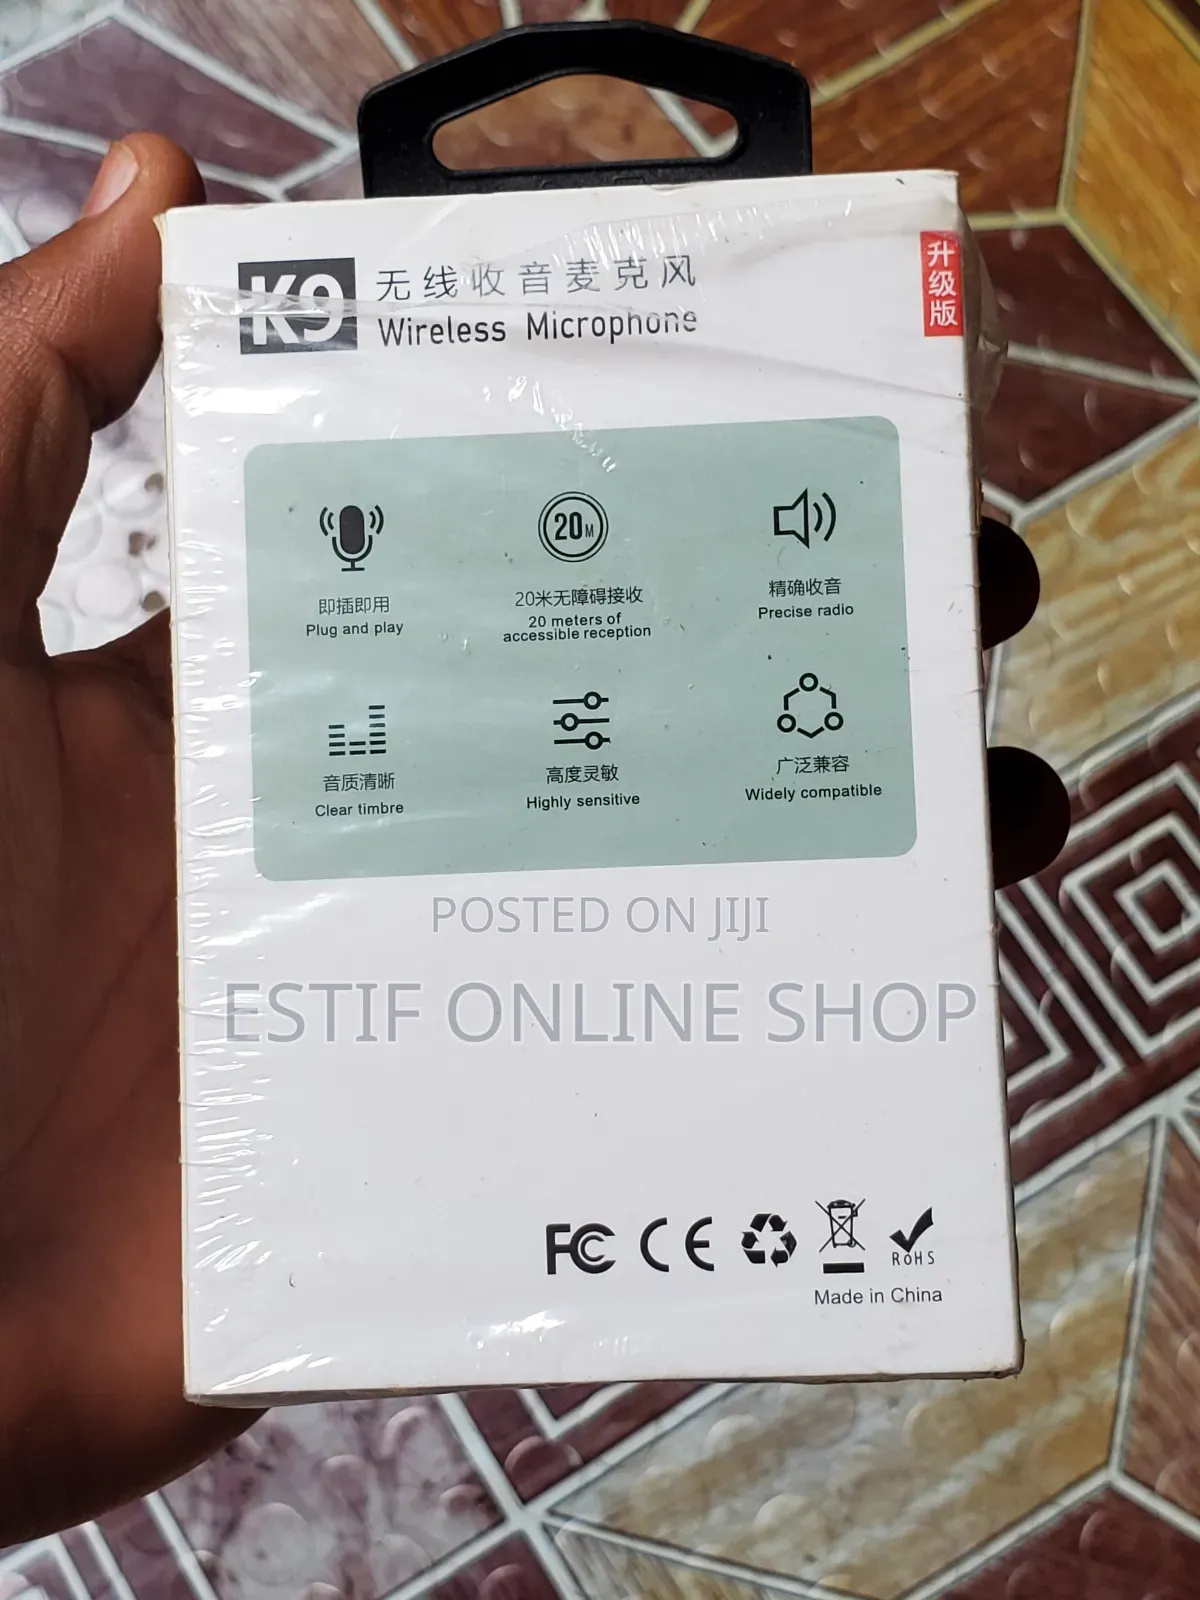 K9 无线收音麦克风
Wireless Microphone
升级版
20M
即插即用
Plug and play
20米无障碍接收
20 meters of
accessible reception
精确收音
Precise radio
音质清晰
Clear timbre
高度灵敏
Highly sensitive
广泛兼容
Widely compatible
POSTED ON JIJI
ESTIF ONLINE SHOP
FC CE RoHS
Made in China